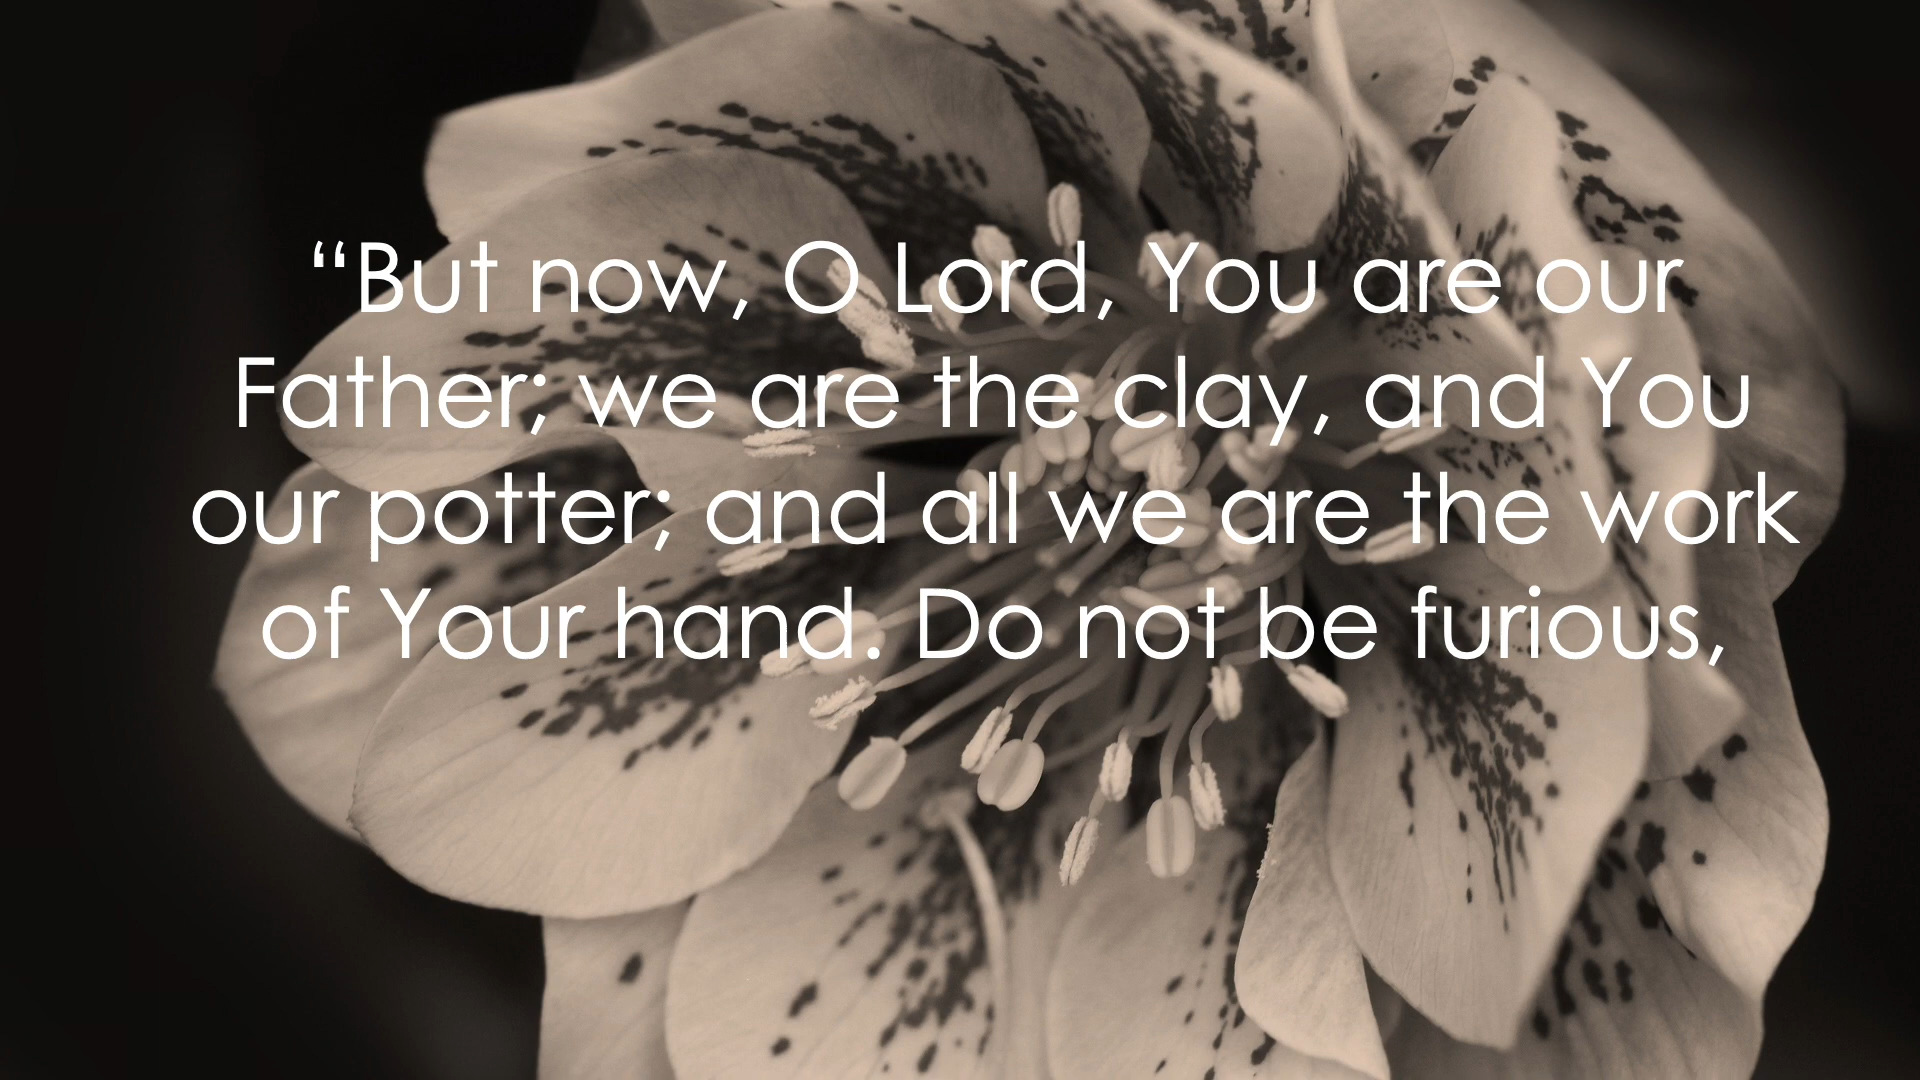 “But now, O Lord, You are our
Father; we are the clay, and You
our potter; and all we are the work
of Your hand. Do not be furious,